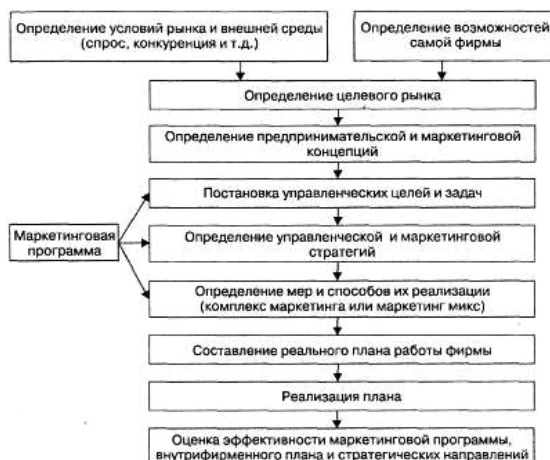 Определение условий рынка и внешней среды
(спрос, конкуренция и т.д.)
Определение возможностей
самой фирмы
Определение целевого рынка
Определение предпринимательской и маркетинговой
концепций
Постановка управленческих целей и задач
Маркетинговая
программа
Определение управленческой и маркетинговой
стратегий
Определение мер и способов их реализации
(комплекс маркетинга или маркетинг микс)
Составление реального плана работы фирмы
Реализация плана
Оценка эффективности маркетинговой программы,
внутрифирменного плана и стратегических направлений